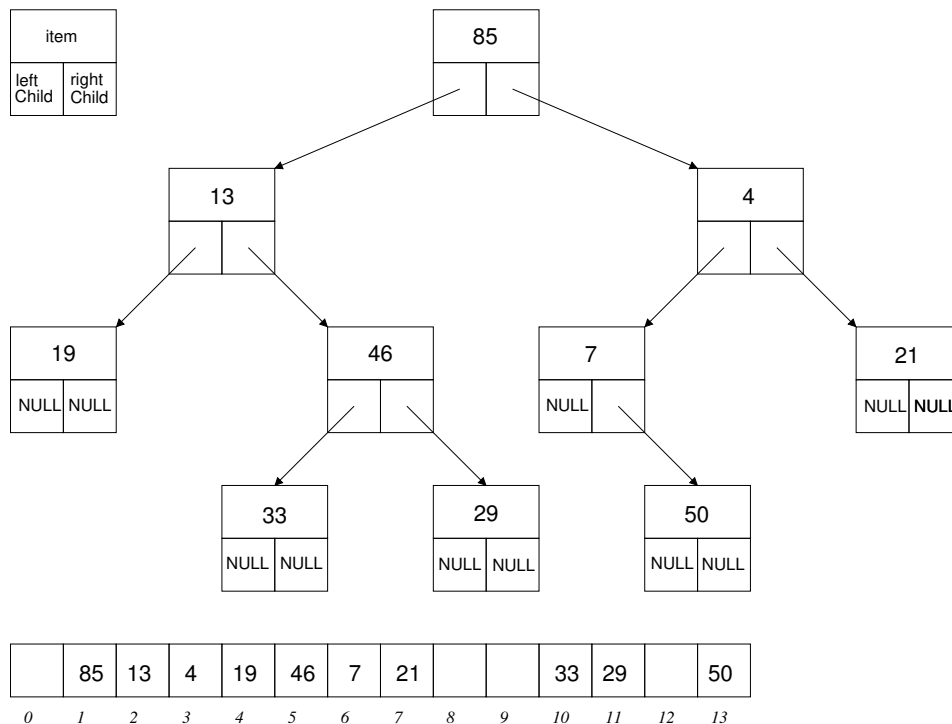 item
left
Child
right
Child
85
13
4
19
46
7
21
NULL NULL
NULL
NULL NULL
33
29
50
NULL NULL
NULL NULL
NULL NULL
85 13 4 19 46 7 21 33 29 50
0 1 2 3 4 5 6 7 8 9 10 11 12 13